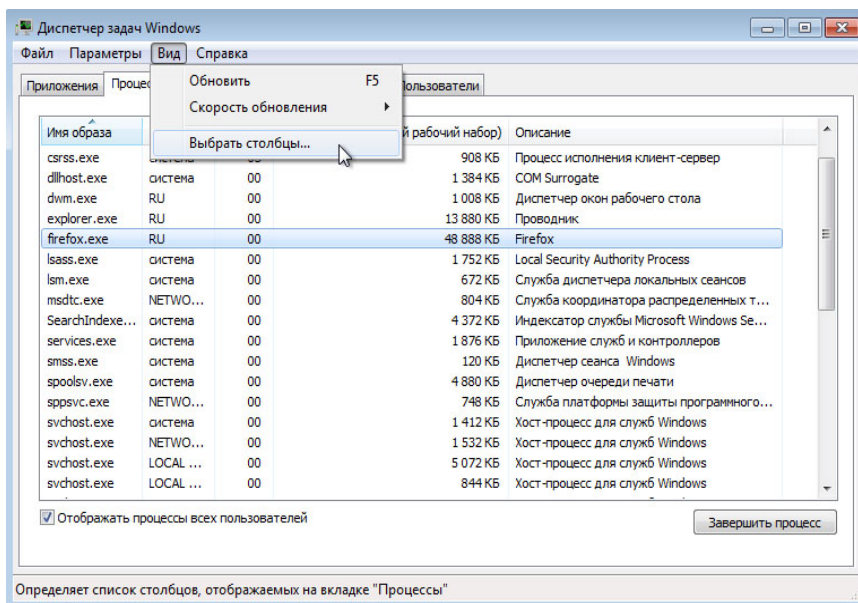 Диспетчер задач Windows
Файл Параметры Вид Справка
Обновить F5
Скорость обновления
Выбрать столбцы...
Приложения Процес Пользователи
Имя образа й рабочий набор) Описание
csrss.exe 908 КБ Процесс исполнения клиент-сервер
dllhost.exe система 00 1 384 КБ COM Surrogate
dwm.exe RU 00 1 008 КБ Диспетчер окон рабочего стола
explorer.exe RU 00 13 880 КБ Проводник
firefox.exe RU 00 48 888 КБ Firefox
lsass.exe система 00 1 752 КБ Local Security Authority Process
lsm.exe система 00 672 КБ Служба диспетчера локальных сеансов
msdtc.exe NETWO... 00 804 КБ Служба координатора распределенных т...
SearchIndexe... система 00 4 372 КБ Индексатор службы Microsoft Windows Se...
services.exe система 00 1 876 КБ Приложение служб и контроллеров
smss.exe система 00 120 КБ Диспетчер сеанса Windows
spoolsv.exe система 00 4 880 КБ Диспетчер очереди печати
sppsvc.exe NETWO... 00 748 КБ Служба платформы защиты программного...
svchost.exe система 00 1 412 КБ Хост-процесс для служб Windows
svchost.exe NETWO... 00 1 532 КБ Хост-процесс для служб Windows
svchost.exe LOCAL ... 00 5 072 КБ Хост-процесс для служб Windows
svchost.exe LOCAL ... 00 844 КБ Хост-процесс для служб Windows
Отображать процессы всех пользователей Завершить процесс
Определяет список столбцов, отображаемых на вкладке "Процессы"